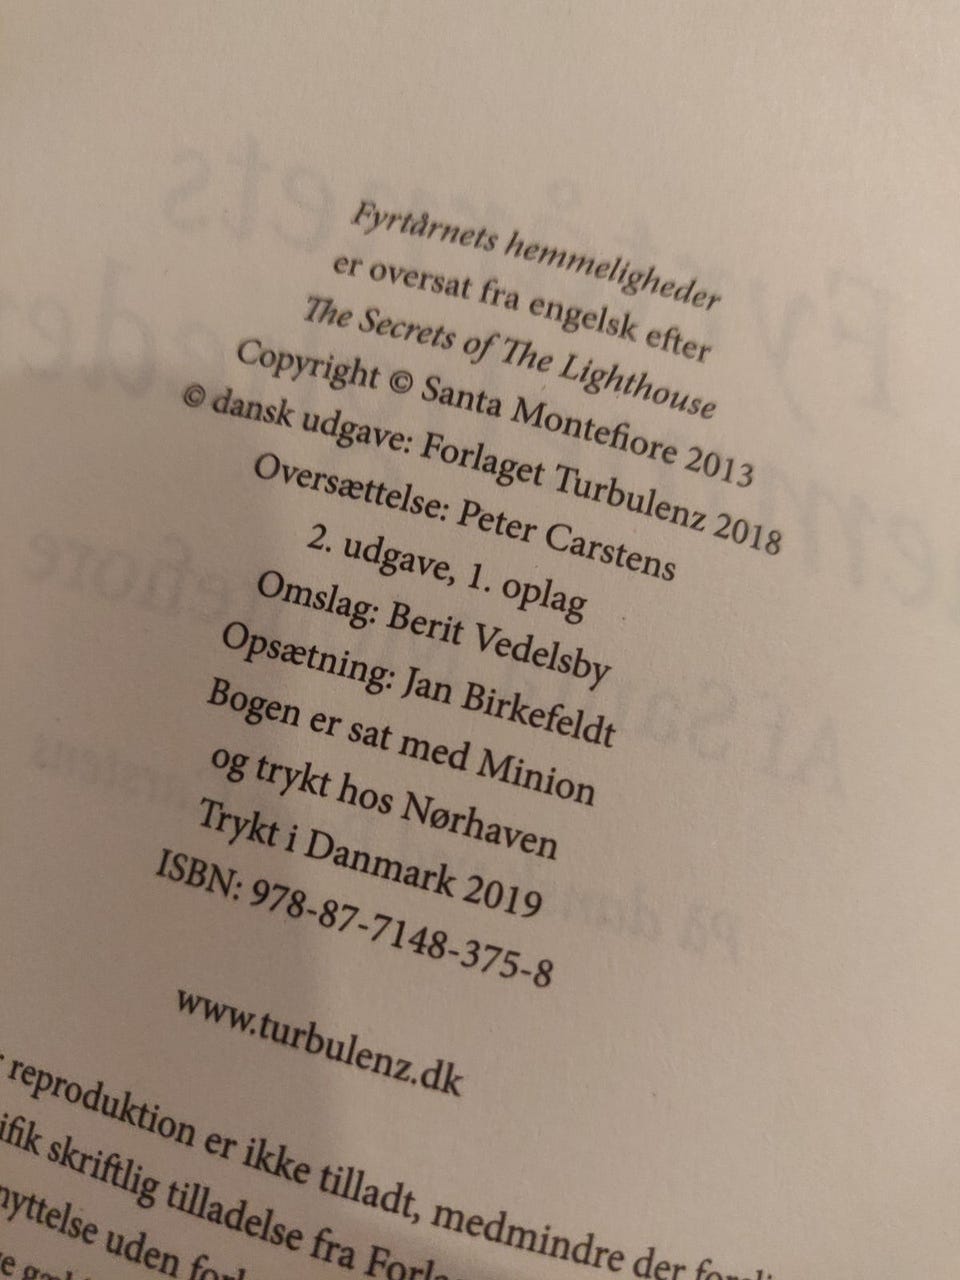 Fyrtårnets hemmeligheder
er oversat fra engelsk efter
The Secrets of The Lighthouse
Copyright © Santa Montefiore 2013
© dansk udgave: Forlaget Turbulenz 2018
Oversættelse: Peter Carstens
2. udgave, 1. oplag
Omslag: Berit Vedelsby
Opsætning: Jan Birkefeldt
Bogen er sat med Minion
og trykt hos Nørhaven
Trykt i Danmark 2019
ISBN: 978-87-7148-375-8
www.turbulenz.dk
reproduktion er ikke tilladt, medmindre der
skriftlig tilladelse fra
uden